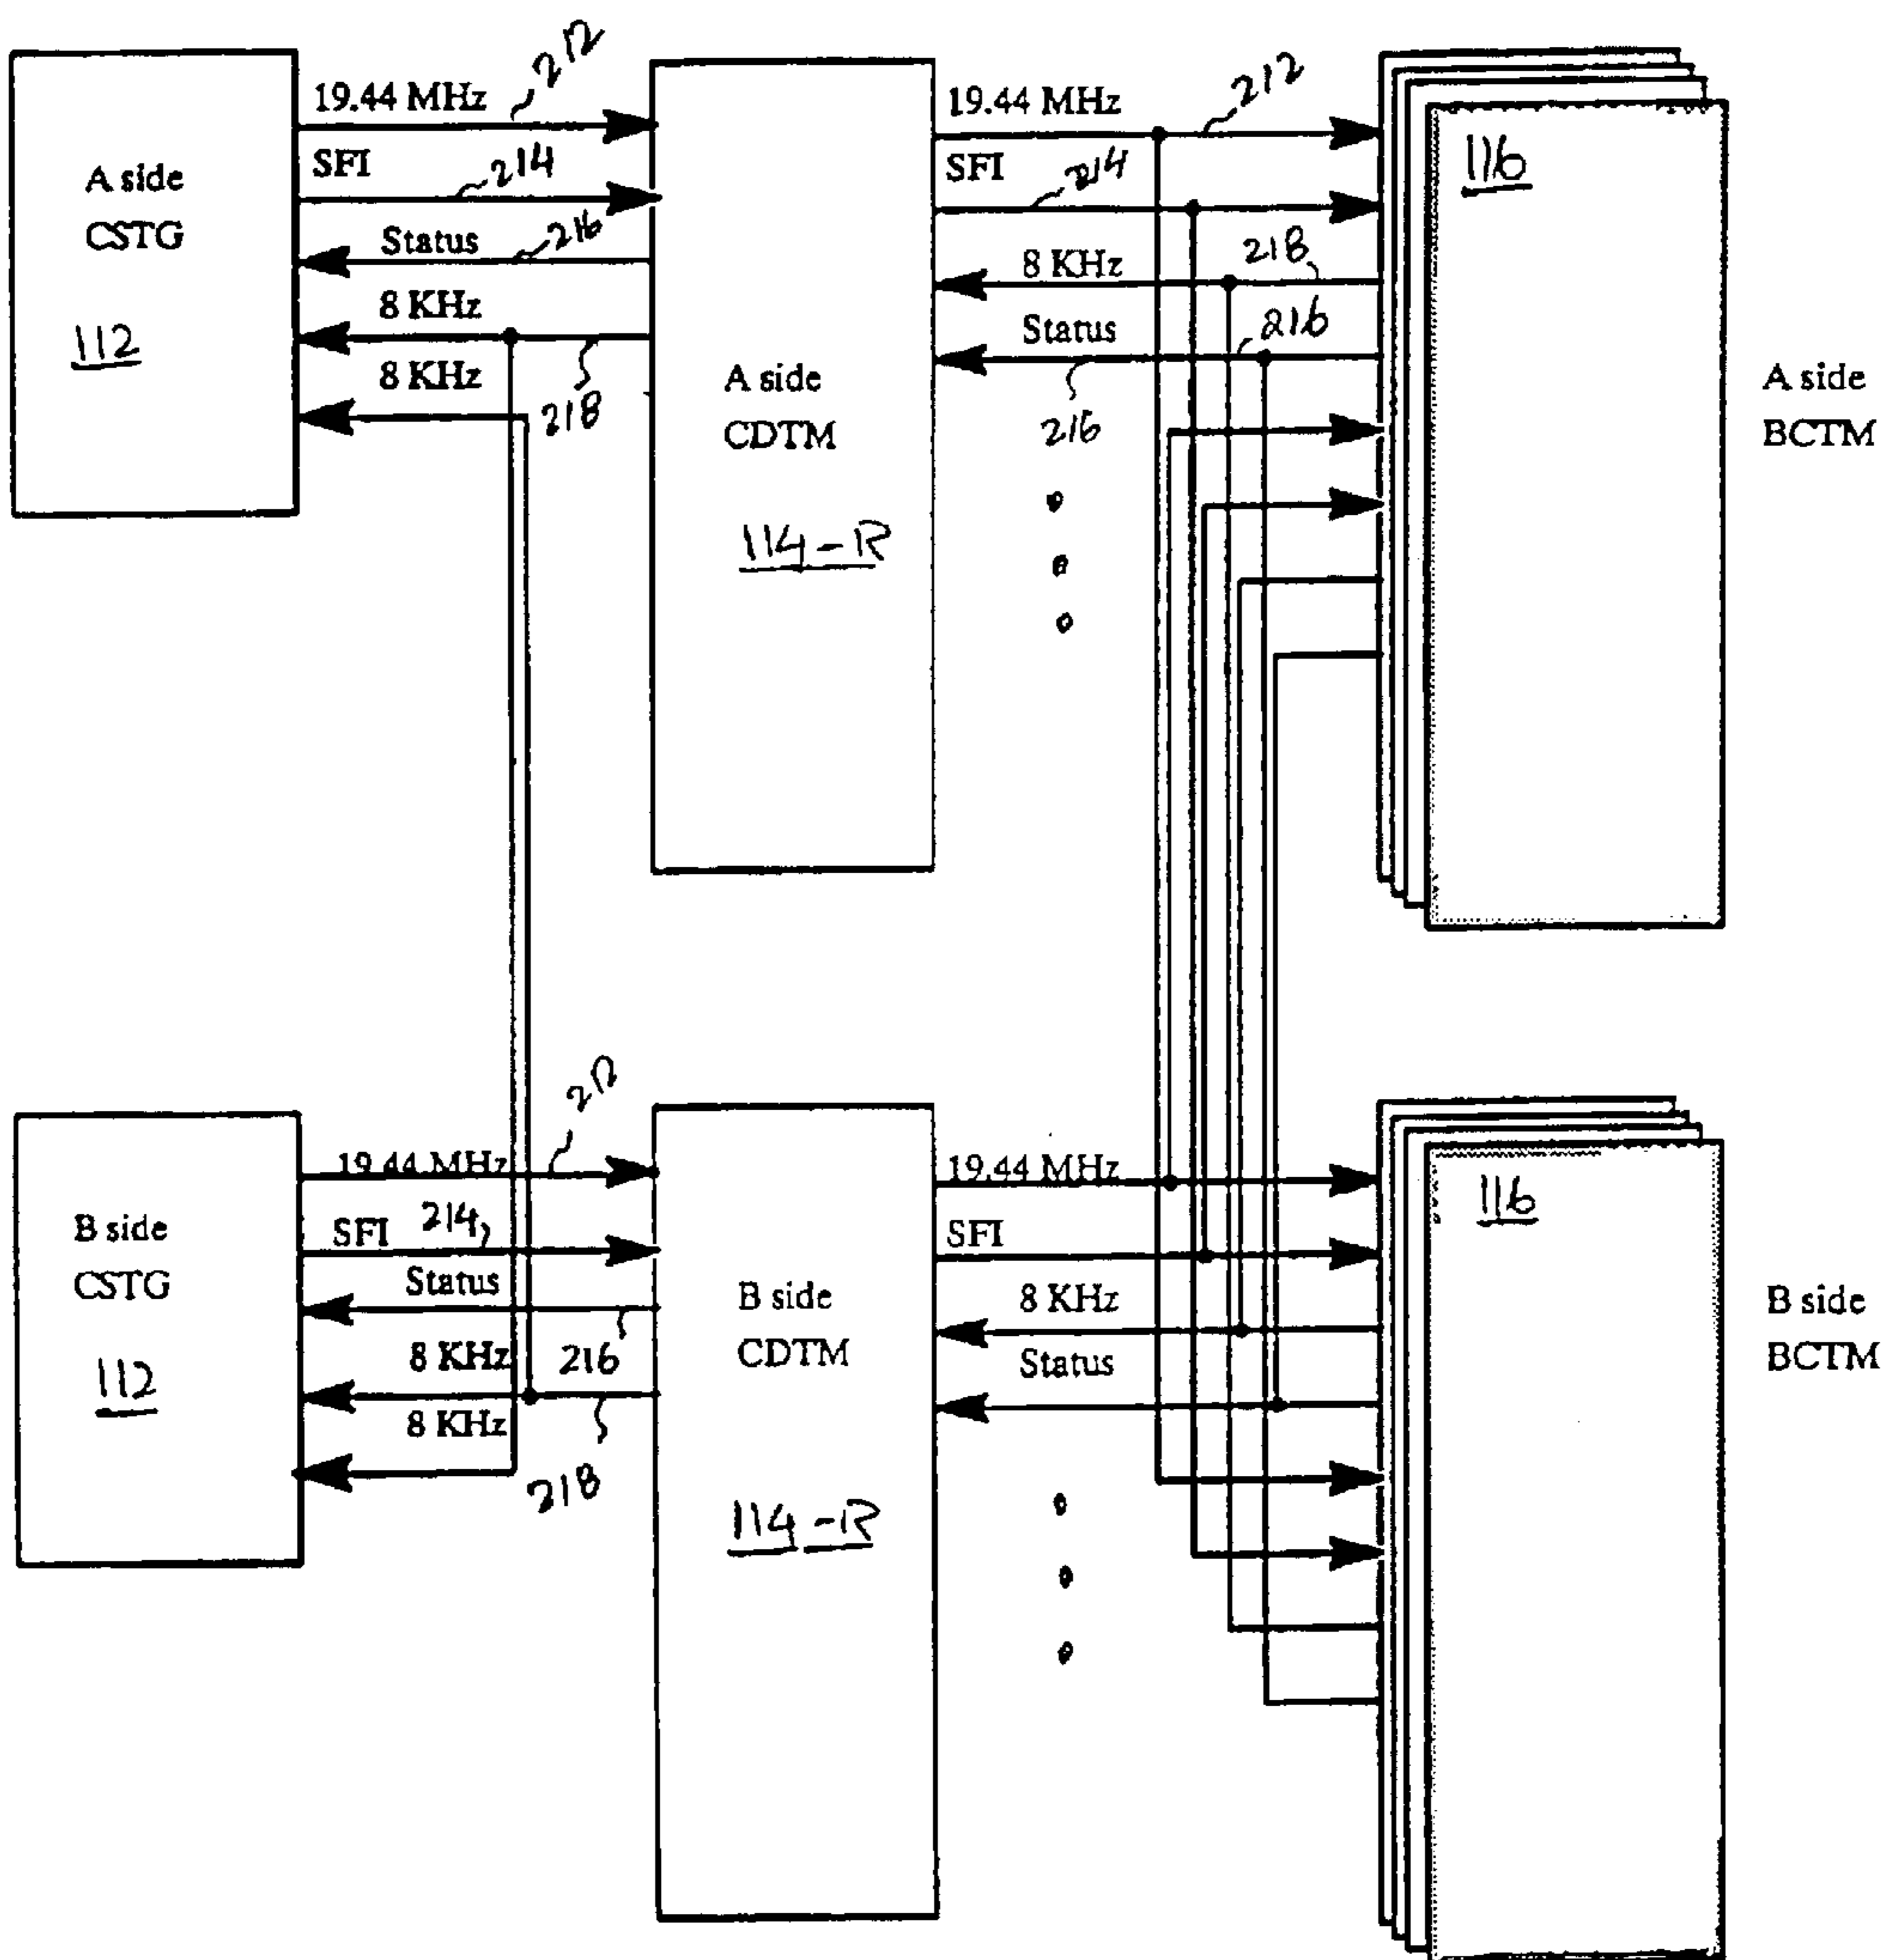 212
212
19.44 MHz
19.44 MHz
116
A side
CSTG
SFI
214
SFI
214
Status
216
8 KHz
218
8 KHz
Status
216
112
8 KHz
218
A side
CDTM
216
A side
BCTM
114-R
212
19.44 MHz
19.44 MHz
116
B side
CSTG
SFI
214
SFI
Status
B side
CDTM
8 KHz
B side
BCTM
112
8 KHz
216
Status
8 KHz
218
114-R